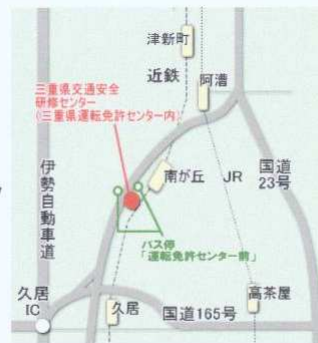 津新町
近鉄
阿漕
三重県交通安全
研修センター
(三重県運転免許センター内)
伊勢自動車道
南が丘
JR
国道
23号
バス停
「運転免許センター前」
久居
IC
久居
国道165号
高茶屋